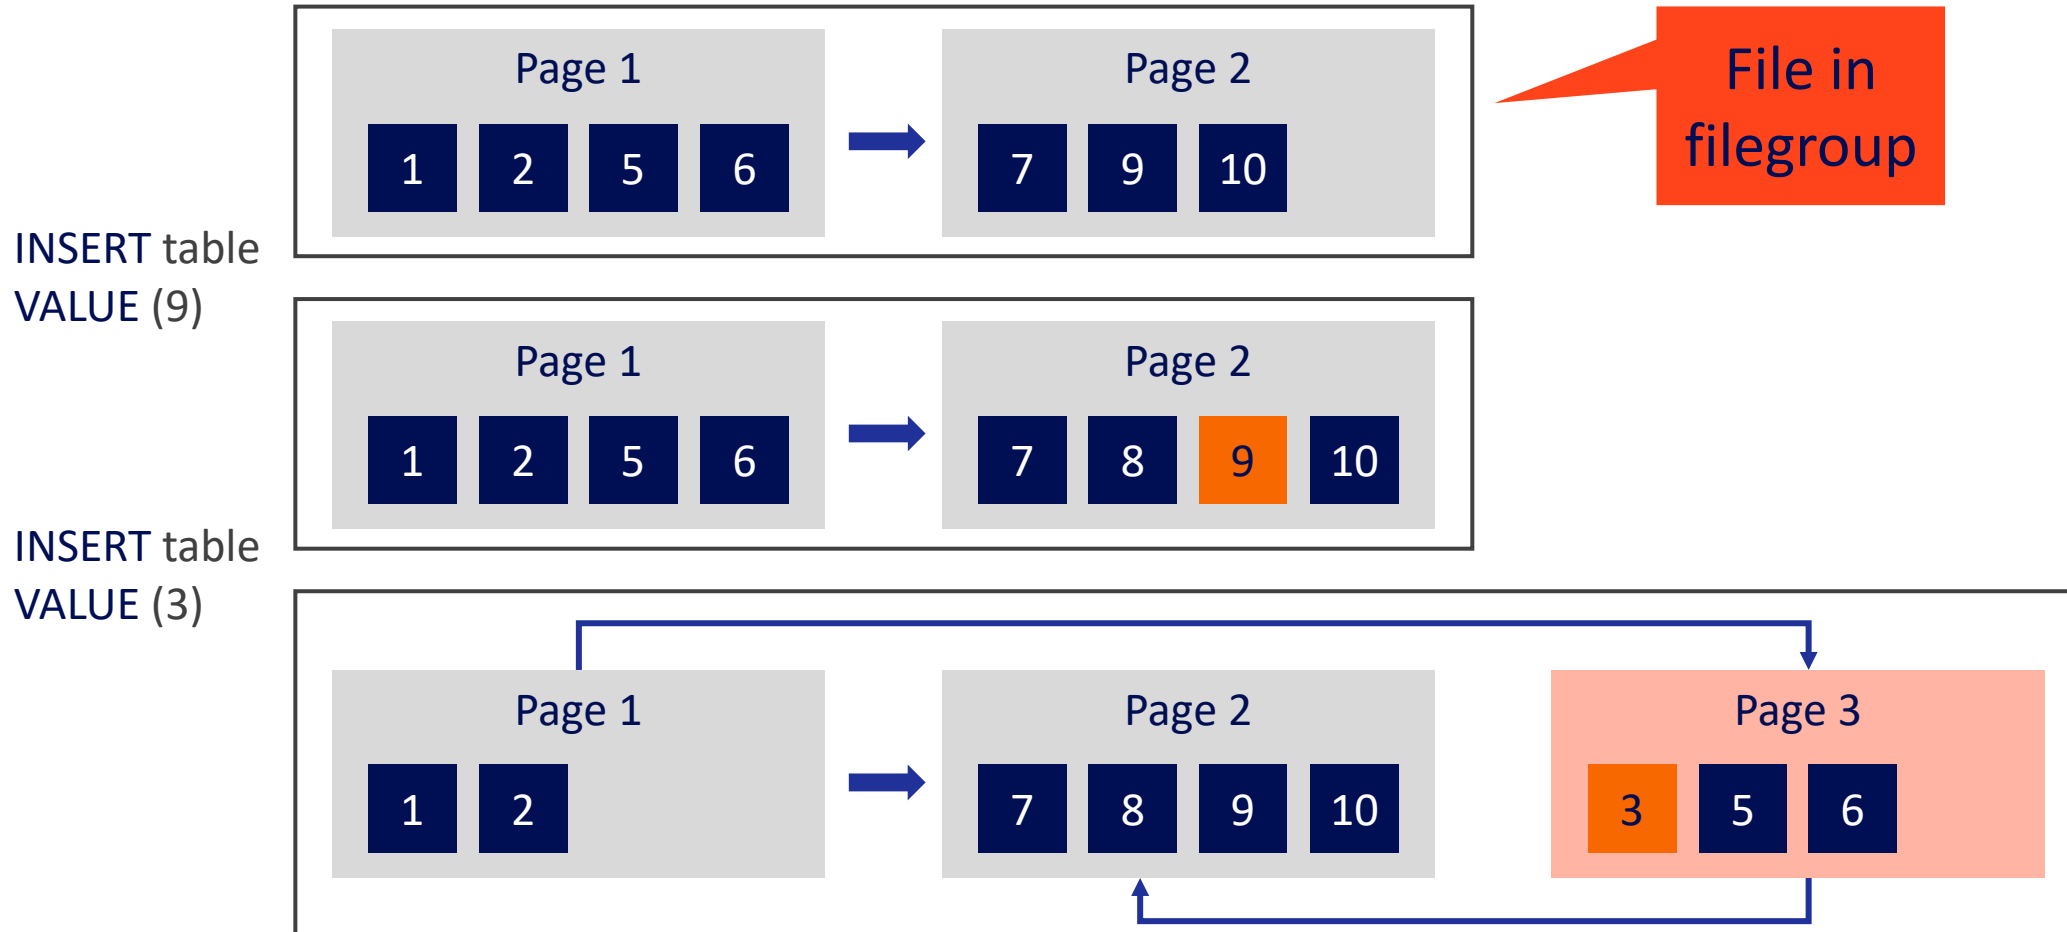 Page 1
Page 2
1 2 5 6
7 9 10
File in
filegroup
INSERT table
VALUE (9)
Page 1
Page 2
1 2 5 6
7 8 9 10
INSERT table
VALUE (3)
Page 1
Page 2
Page 3
1 2
7 8 9 10
3 5 6